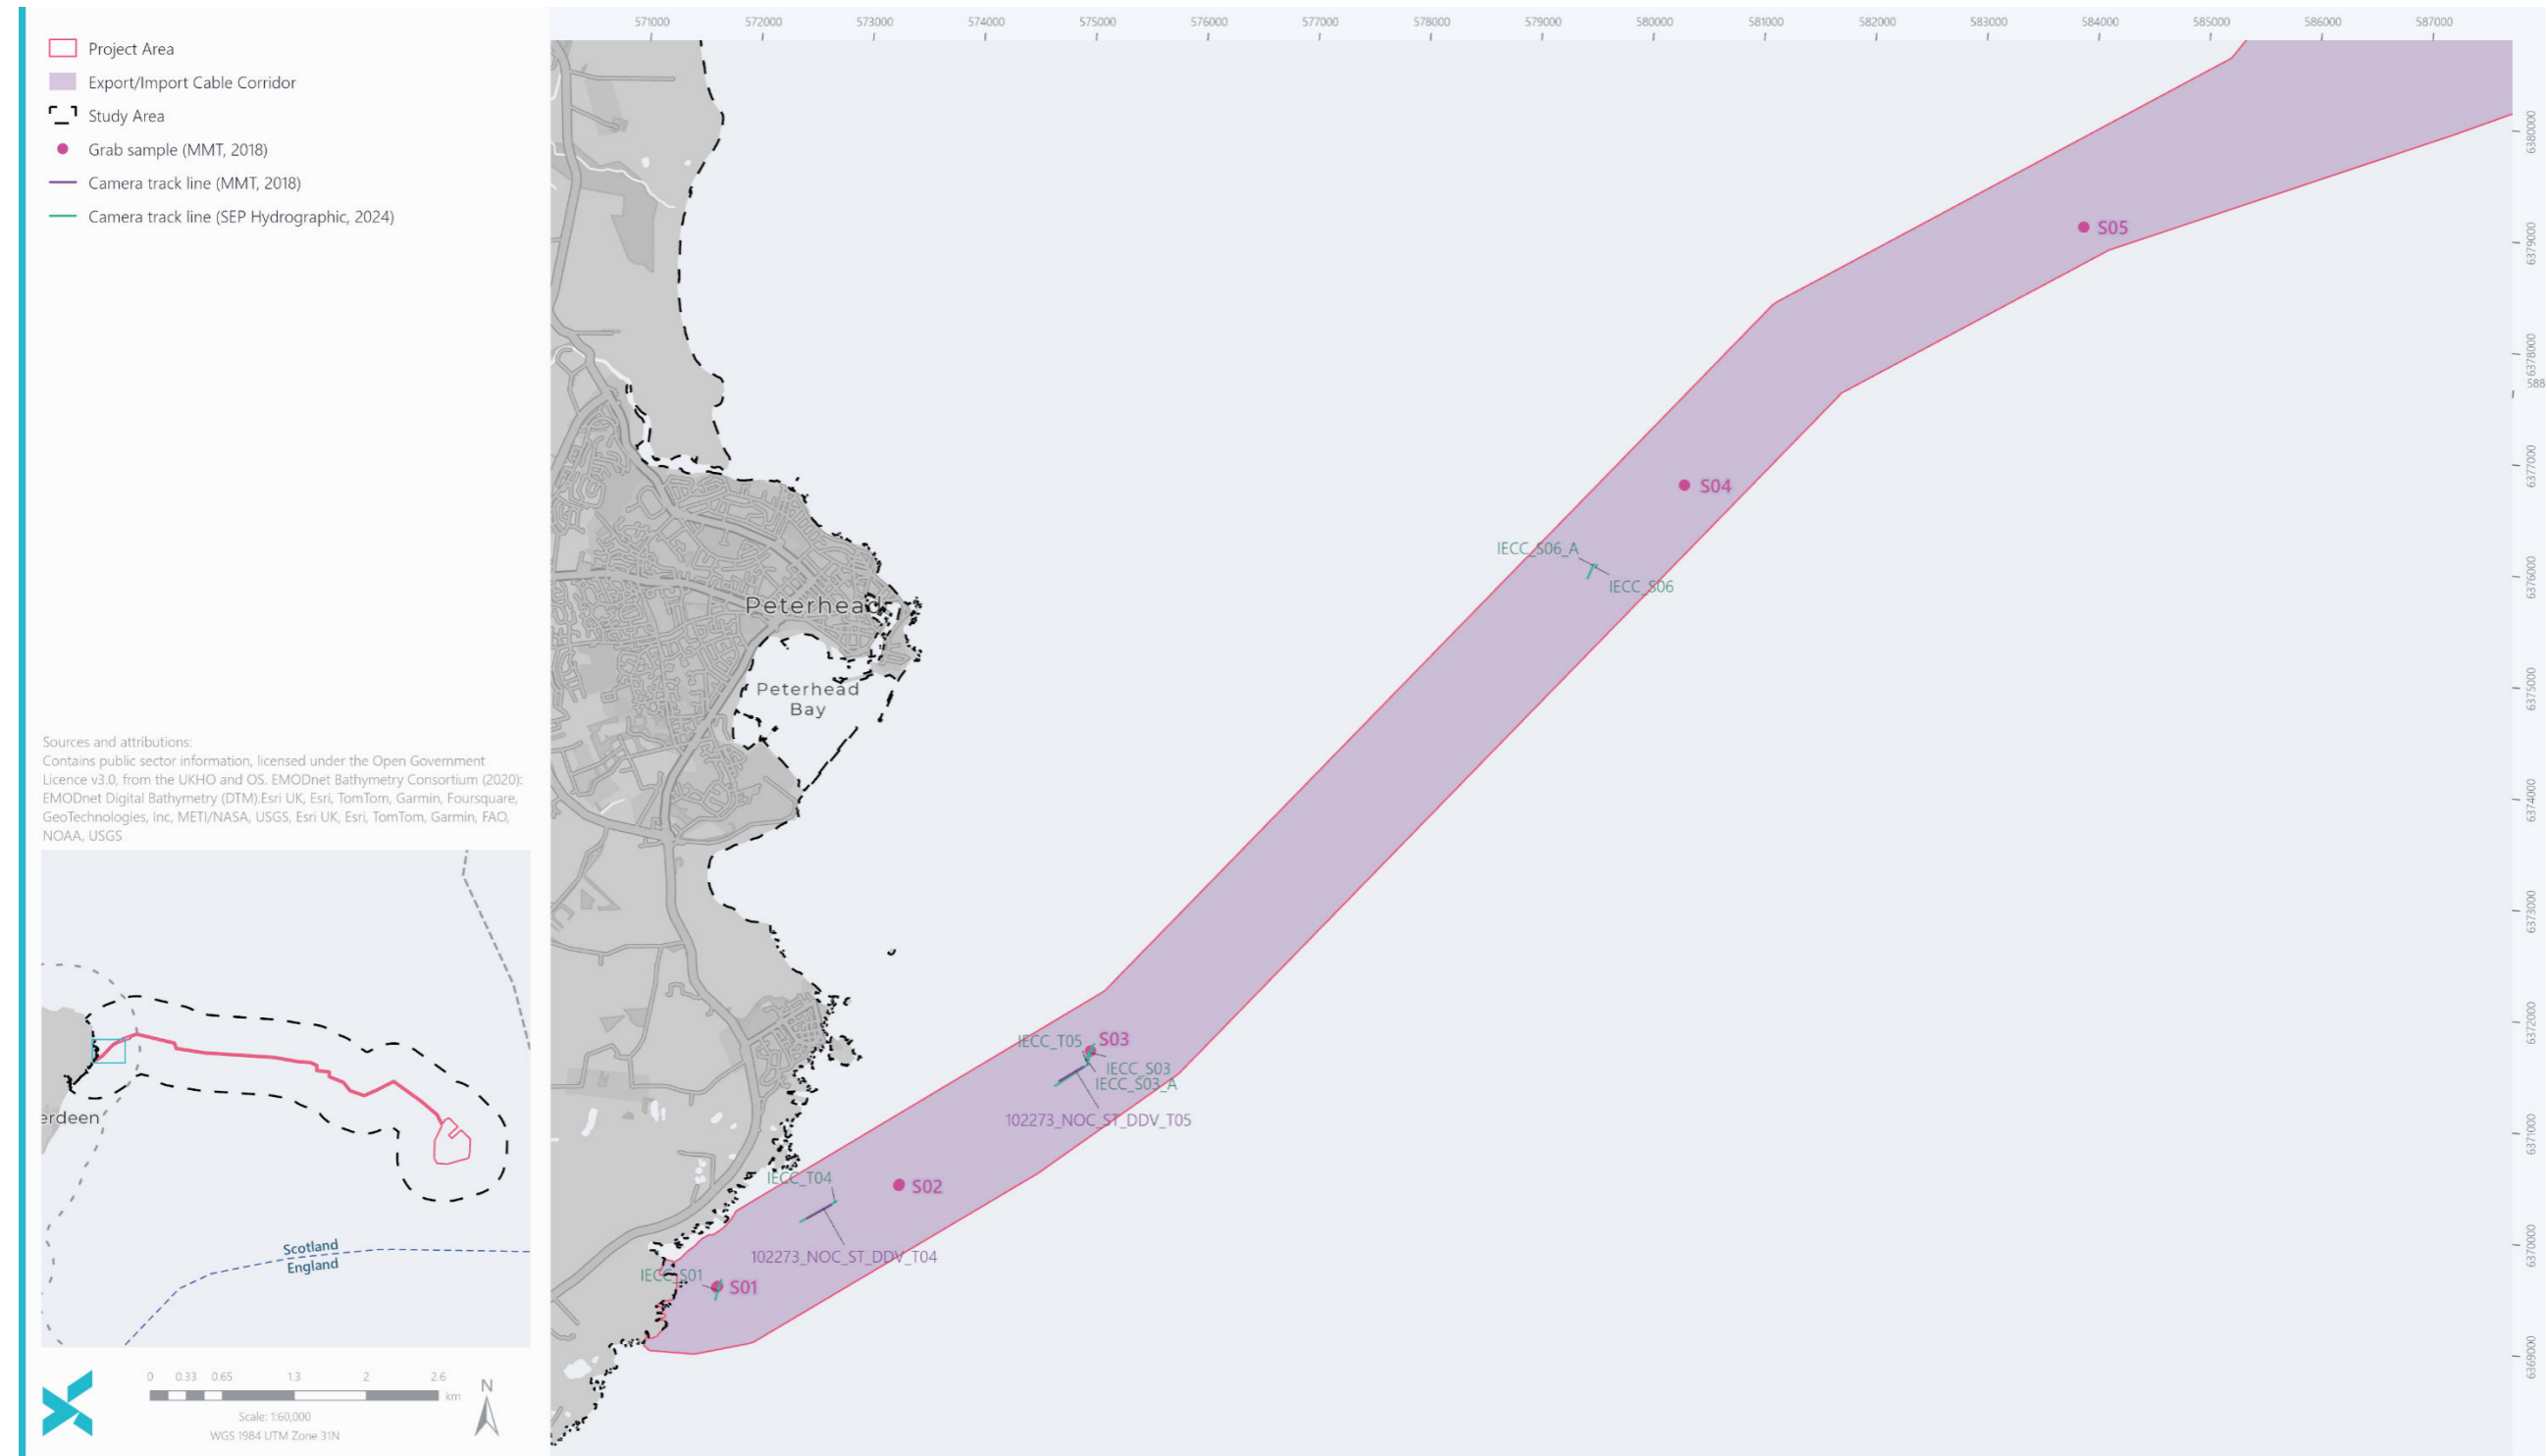 571000 572000 573000 574000 575000 576000 577000 578000 579000 580000 581000 582000 583000 584000 585000 586000 587000
Project Area
Export/Import Cable Corridor
Study Area
Grab sample (MMT, 2018)
Camera track line (MMT, 2018)
Camera track line (SEP Hydrographic, 2024)
6380000
S05
6379000
6378000
588
6377000
S04
IECC_S06_A
6376000
IECC_S06
Peterhead
6375000
Peterhead
Bay
Sources and attributions:
Contains public sector information, licensed under the Open Government
Licence v3.0, from the UKHO and OS. EMODnet Bathymetry Consortium (2020):
EMODnet Digital Bathymetry (DTM).Esri UK, Esri, TomTom, Garmin, Foursquare,
GeoTechnologies, Inc, METI/NASA, USGS, Esri UK, Esri, TomTom, Garmin, FAO,
NOAA, USGS
6374000
6373000
6372000
IECC_T05
S03
IECC_S03
IECC_S03_A
102273_NOC_ST_DDV_T05
6371000
erdeen
IECC_T04
S02
102273_NOC_ST_DDV_T04
6370000
Scotland
England
IECC_S01
S01
6369000
0 0.33 0.65 1.3 2 2.6
km
N
Scale: 1:60,000
WGS 1984 UTM Zone 31N